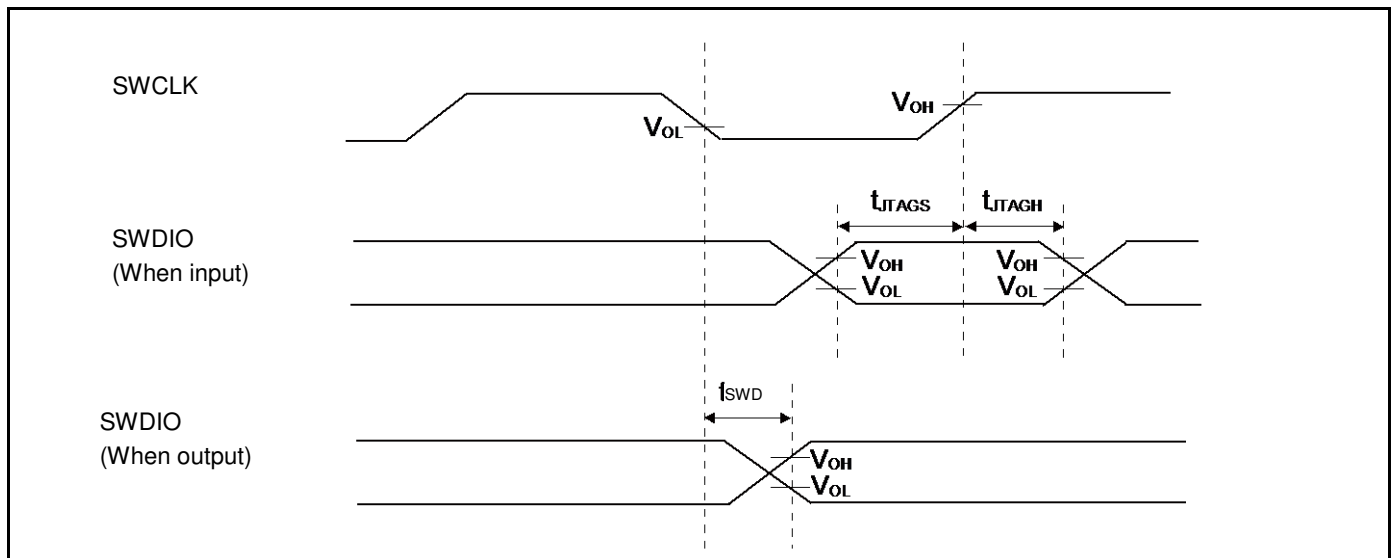 SWCLK
VOH
VOL
tJTAGS
tJTAGH
SWDIO
(When input)
VOH
VOL
VOH
VOL
tSWD
SWDIO
(When output)
VOH
VOL